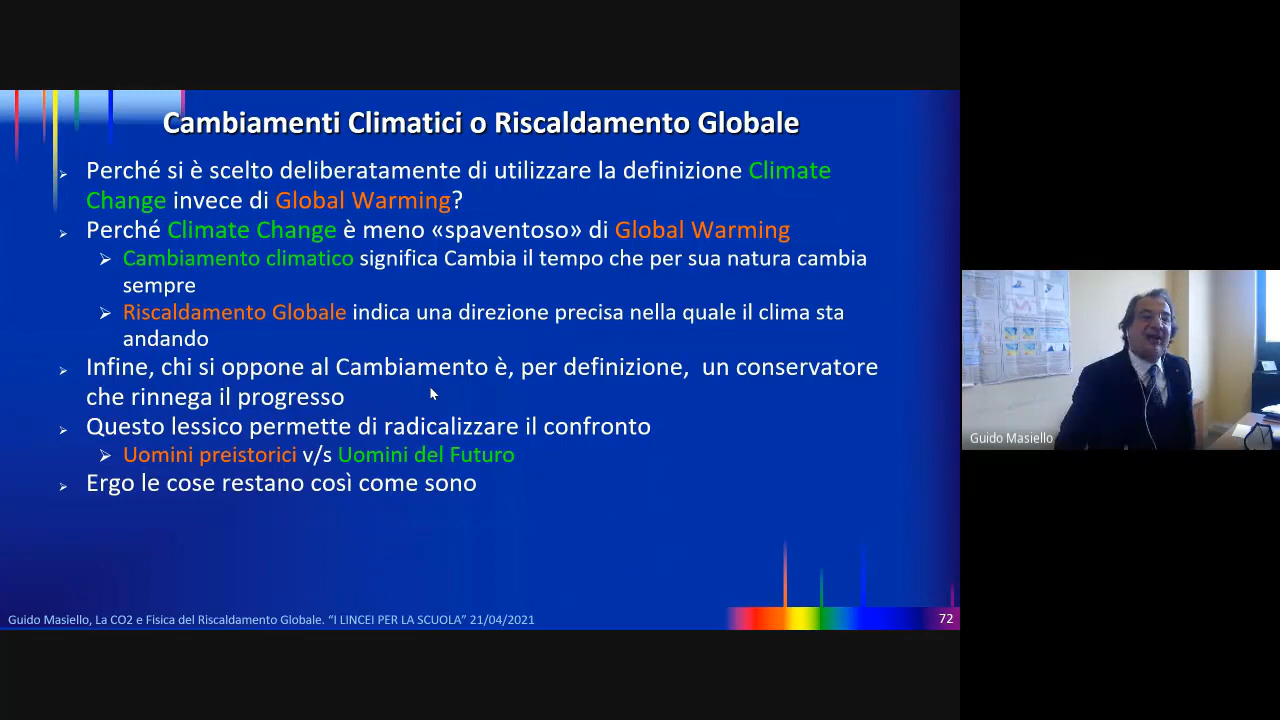 Cambiamenti Climatici o Riscaldamento Globale
Perché si è scelto deliberatamente di utilizzare la definizione Climate
Change invece di Global Warming?
Perché Climate Change è meno «spaventoso» di Global Warming
Cambiamento climatico significa Cambia il tempo che per sua natura cambia
sempre
Riscaldamento Globale indica una direzione precisa nella quale il clima sta
andando
Infine, chi si oppone al Cambiamento è, per definizione, un conservatore
che rinnega il progresso
Questo lessico permette di radicalizzare il confronto
Uomini preistorici v/s Uomini del Futuro
Ergo le cose restano così come sono
Guido Masiello, La CO2 e Fisica del Riscaldamento Globale. “I LINCEI PER LA SCUOLA” 21/04/2021
72
Guido Masiello